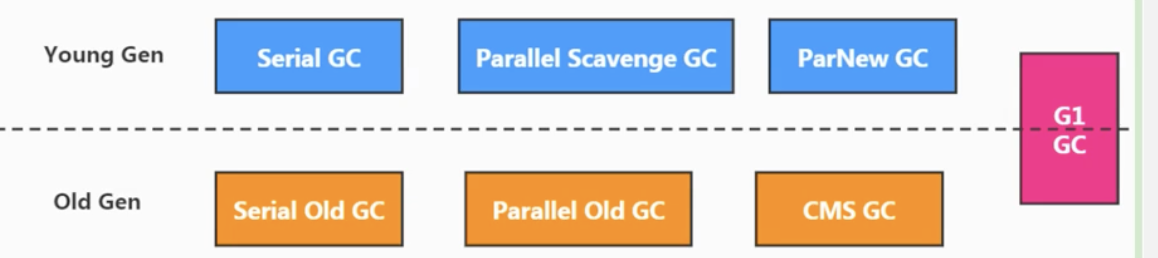 Young Gen
Serial GC
Parallel Scavenge GC
ParNew GC
G1
GC
Old Gen
Serial Old GC
Parallel Old GC
CMS GC